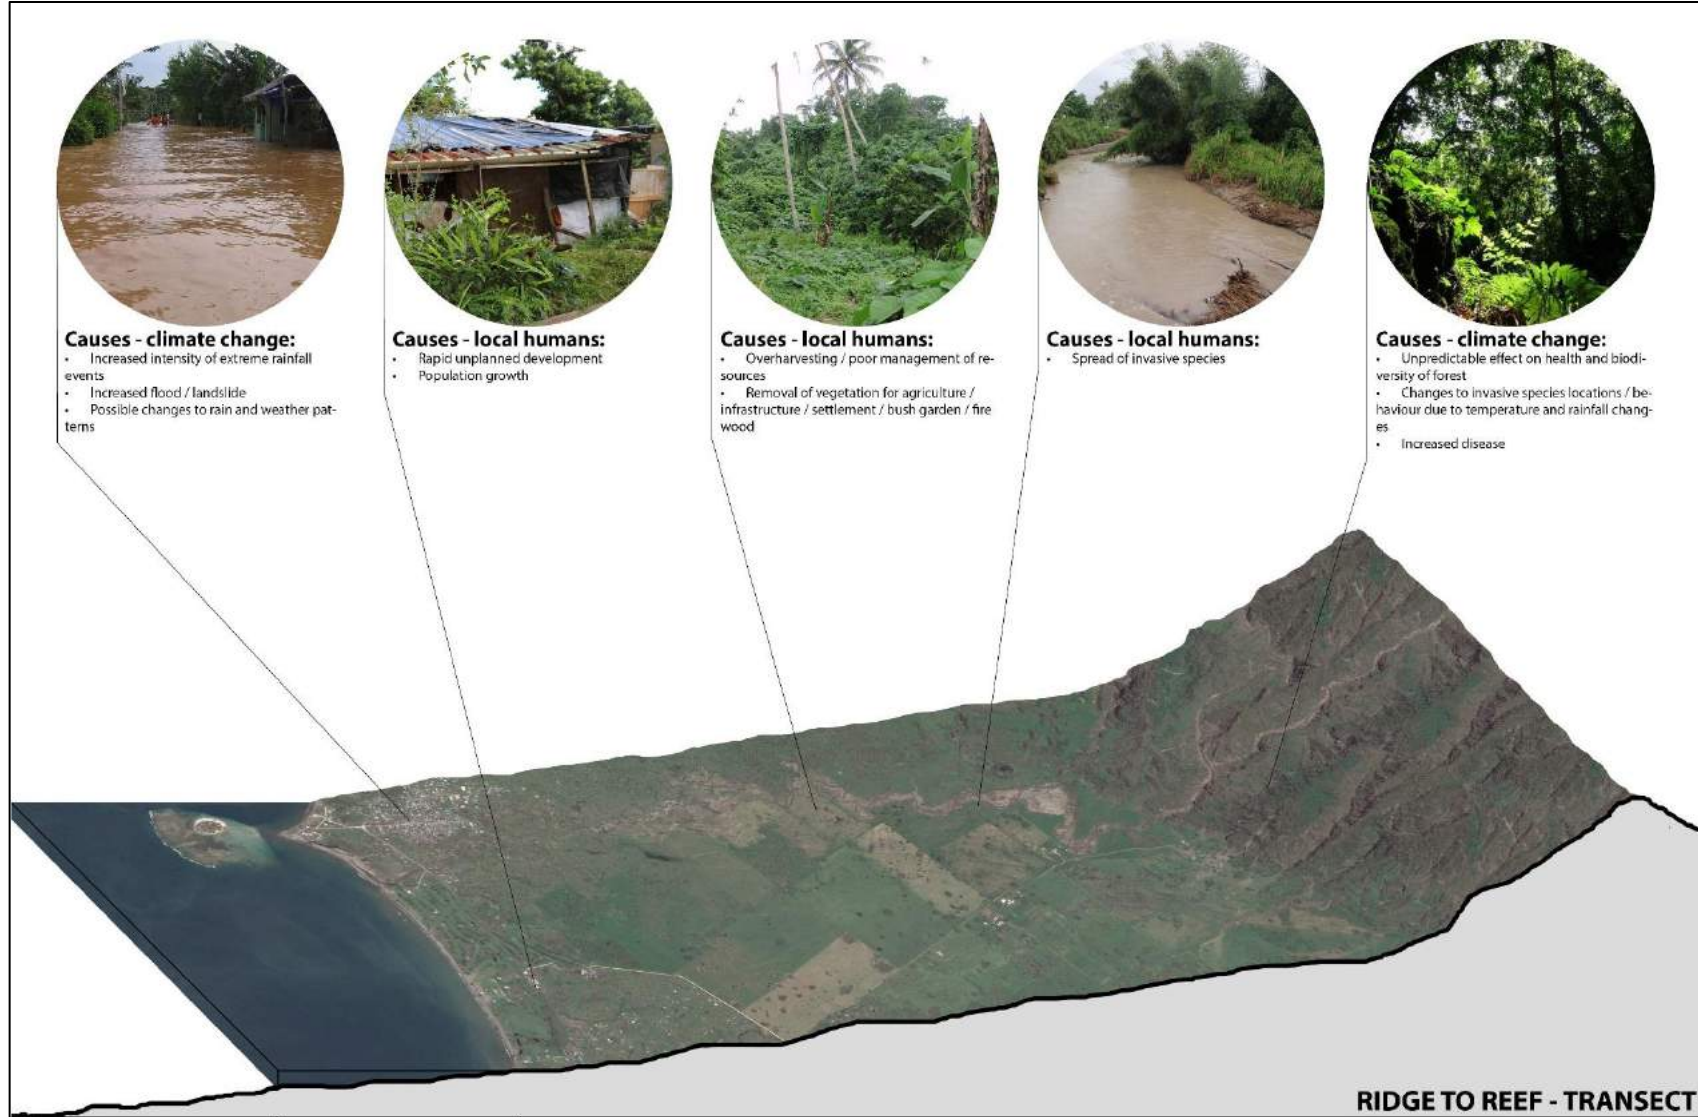 Causes - climate change:
• Increased intensity of extreme rainfall
events
• Increased flood / landslide
• Possible changes to rain and weather pat-
terns
Causes - local humans:
• Rapid unplanned development
• Population growth
Causes - local humans:
• Overharvesting / poor management of re-
sources
• Removal of vegetation for agriculture /
infrastructure / settlement / bush garden / fire
wood
Causes - local humans:
• Spread of invasive species
Causes - climate change:
• Unpredictable effect on health and biodi-
versity of forest
• Changes to invasive species locations / be-
haviour due to temperature and rainfall chang-
es
• Increased disease
RIDGE TO REEF - TRANSECT